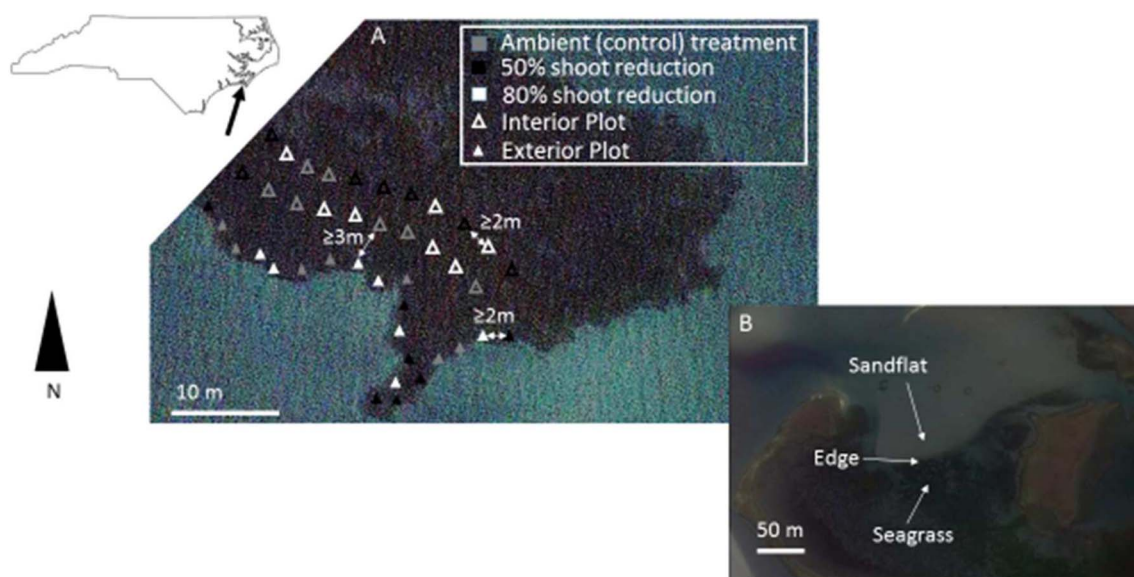 A
Ambient (control) treatment
50% shoot reduction
80% shoot reduction
Interior Plot
Exterior Plot
≥2m
≥3m
≥2m
10 m
N
B
Sandflat
Edge
Seagrass
50 m